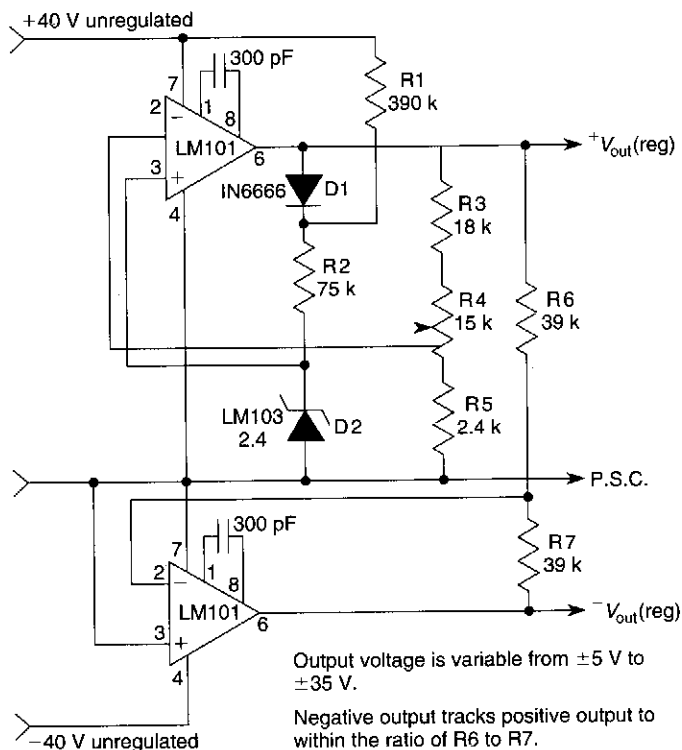 +40 V unregulated
300 pF
R1
390 k
7
2
1
8
−
LM101
6
3
+
4
+Vout(reg)
IN6666
D1
R3
18 k
R2
75 k
R4
15 k
R6
39 k
LM103
2.4
D2
R5
2.4 k
P.S.C.
300 pF
7
2
1
8
−
LM101
6
3
+
4
R7
39 k
−Vout(reg)
Output voltage is variable from ±5 V to
±35 V.
Negative output tracks positive output to
within the ratio of R6 to R7.
−40 V unregulated